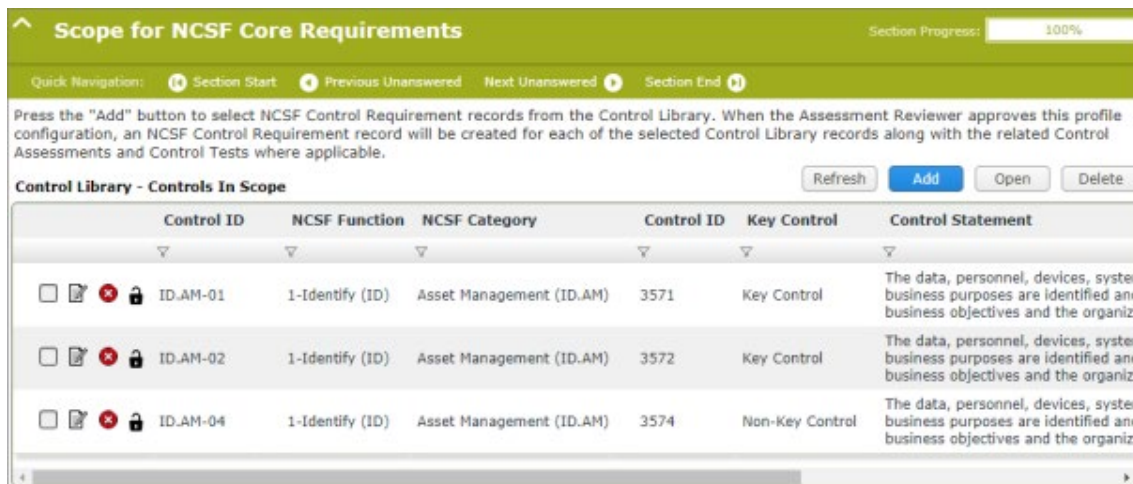 Scope for NCSF Core Requirements
Section Progress: 100%
Quick Navigation: Section Start Previous Unanswered Next Unanswered Section End
Press the "Add" button to select NCSF Control Requirement records from the Control Library. When the Assessment Reviewer approves this profile
configuration, an NCSF Control Requirement record will be created for each of the selected Control Library records along with the related Control
Assessments and Control Tests where applicable.
Control Library - Controls In Scope
Refresh Add Open Delete
Control ID NCSF Function NCSF Category Control ID Key Control Control Statement
ID.AM-01 1-Identify (ID) Asset Management (ID.AM) 3571 Key Control The data, personnel, devices, syste
business purposes are identified an
business objectives and the organiz
ID.AM-02 1-Identify (ID) Asset Management (ID.AM) 3572 Key Control The data, personnel, devices, syste
business purposes are identified an
business objectives and the organiz
ID.AM-04 1-Identify (ID) Asset Management (ID.AM) 3574 Non-Key Control The data, personnel, devices, syste
business purposes are identified an
business objectives and the organiz